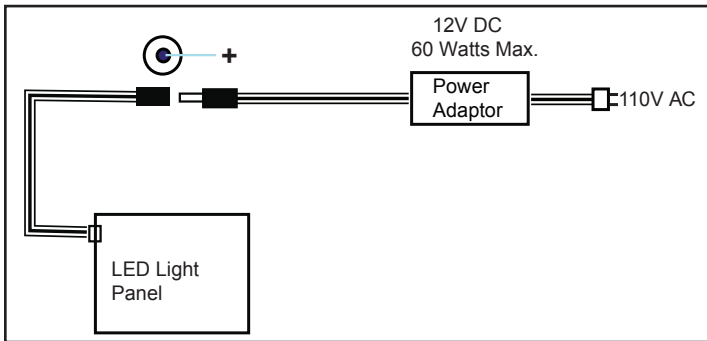 12V DC
60 Watts Max.
+
Power
Adaptor
110V AC
LED Light
Panel